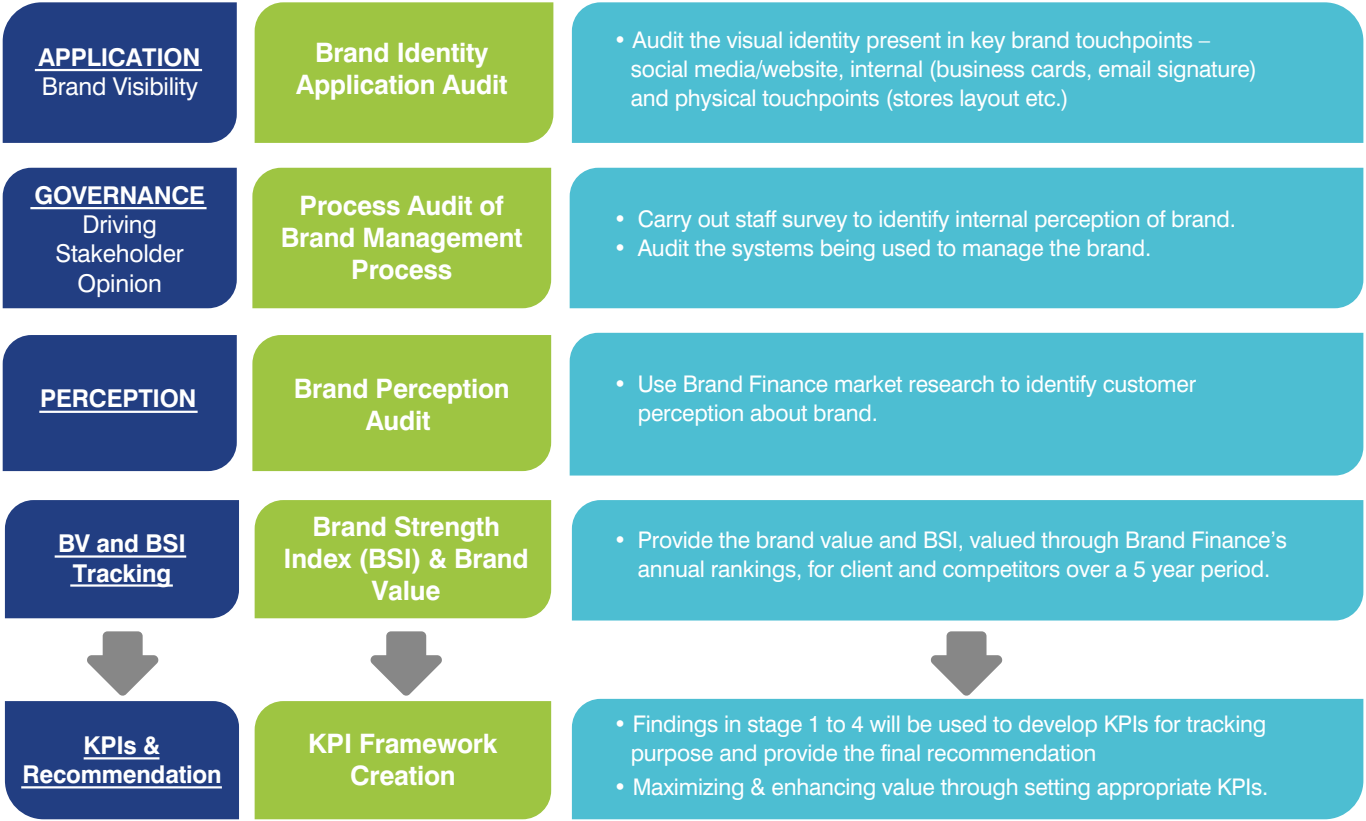 APPLICATION
Brand Visibility
Brand Identity
Application Audit
• Audit the visual identity present in key brand touchpoints –
social media/website, internal (business cards, email signature)
and physical touchpoints (stores layout etc.)
GOVERNANCE
Driving
Stakeholder
Opinion
Process Audit of
Brand Management
Process
• Carry out staff survey to identify internal perception of brand.
• Audit the systems being used to manage the brand.
PERCEPTION
Brand Perception
Audit
• Use Brand Finance market research to identify customer
perception about brand.
BV and BSI
Tracking
Brand Strength
Index (BSI) & Brand
Value
• Provide the brand value and BSI, valued through Brand Finance's
annual rankings, for client and competitors over a 5 year period.
KPIs &
Recommendation
KPI Framework
Creation
• Findings in stage 1 to 4 will be used to develop KPIs for tracking
purpose and provide the final recommendation
• Maximizing & enhancing value through setting appropriate KPIs.